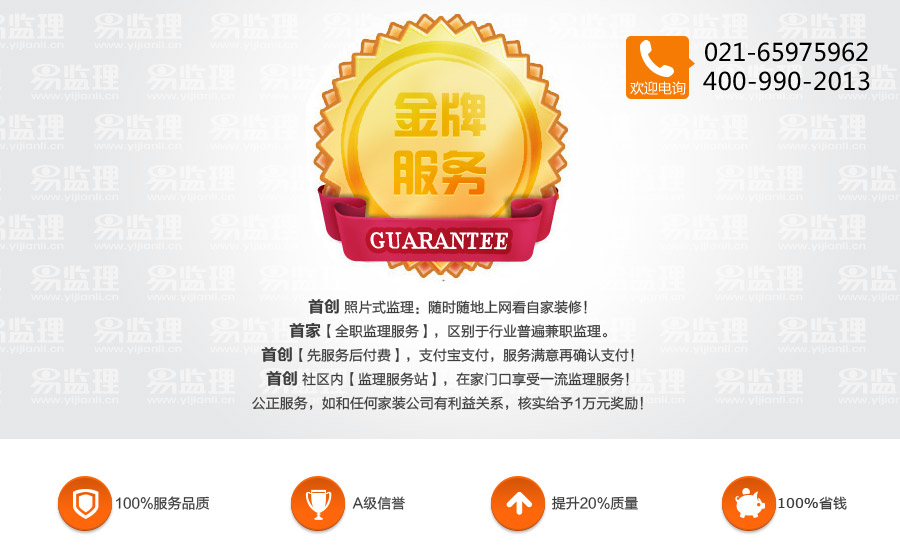 易监理
www.yijianli.cn
021-65975962
400-990-2013
欢迎电询
金牌
服务
GUARANTEE
首创 照片式监理：随时随地上网看自家装修！
首家【全职监理服务】，区别于行业普遍兼职监理。
首创【先服务后付费】，支付宝支付，服务满意再确认支付！
首创 社区内【监理服务站】，在家门口享受一流监理服务！
公正服务，如和任何家装公司有利益关系，核实给予1万元奖励！
100%服务品质
A级信誉
提升20%质量
100%省钱